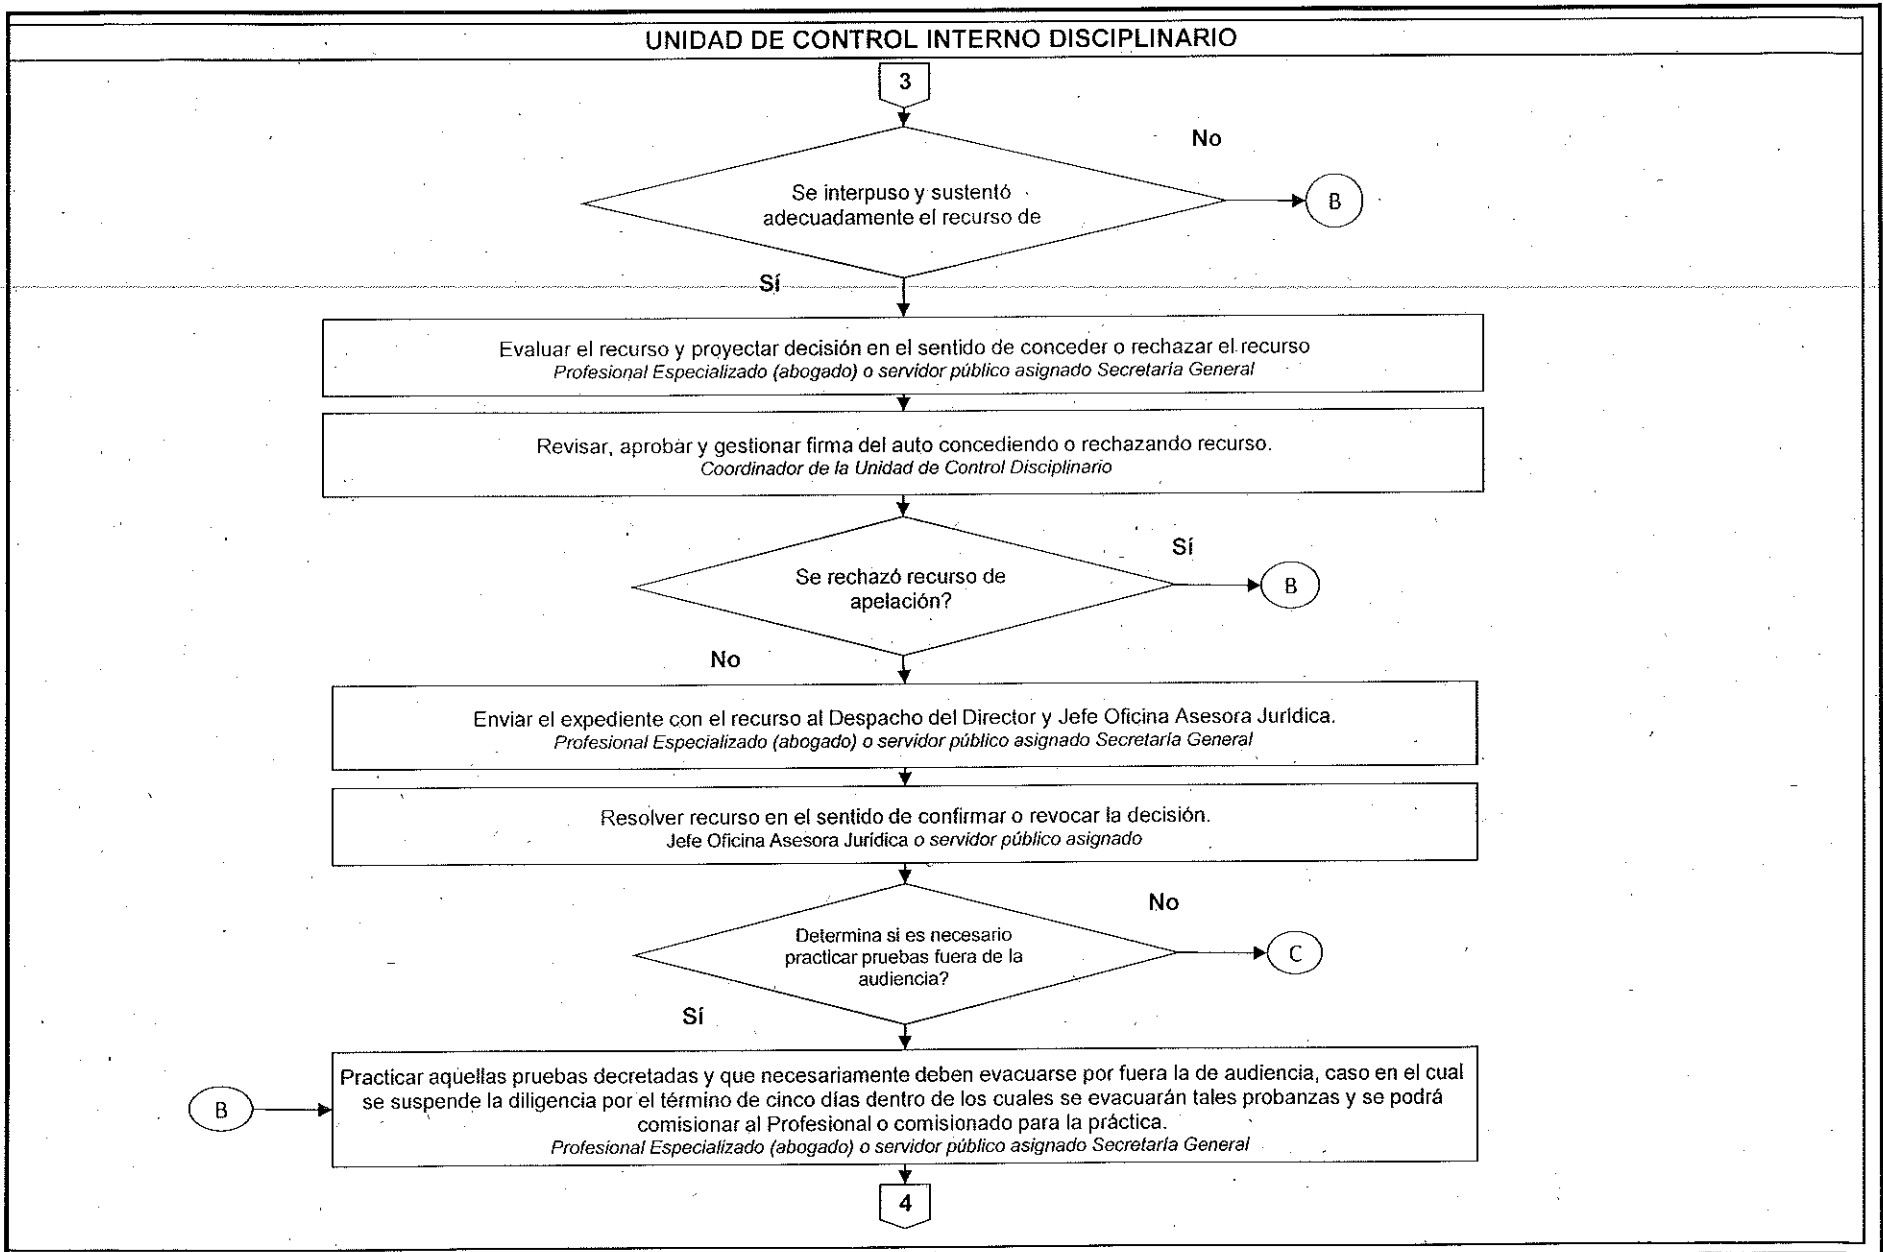 UNIDAD DE CONTROL INTERNO DISCIPLINARIO
3
No
Se interpuso y sustentó
adecuadamente el recurso de
B
Sí
Evaluar el recurso y proyectar decisión en el sentido de conceder o rechazar el recurso
Profesional Especializado (abogado) o servidor público asignado Secretaría General
Revisar, aprobar y gestionar firma del auto concediendo o rechazando recurso.
Coordinador de la Unidad de Control Disciplinario
Sí
Se rechazó recurso de
apelación?
B
No
Enviar el expediente con el recurso al Despacho del Director y Jefe Oficina Asesora Jurídica.
Profesional Especializado (abogado) o servidor público asignado Secretaría General
Resolver recurso en el sentido de confirmar o revocar la decisión.
Jefe Oficina Asesora Jurídica o servidor público asignado
No
Determina si es necesario
practicar pruebas fuera de la
audiencia?
C
Sí
Practicar aquellas pruebas decretadas y que necesariamente deben evacuarse por fuera la de audiencia, caso en el cual
se suspende la diligencia por el término de cinco días dentro de los cuales se evacuarán tales probanzas y se podrá
comisionar al Profesional o comisionado para la práctica.
Profesional Especializado (abogado) o servidor público asignado Secretaría General
B
4